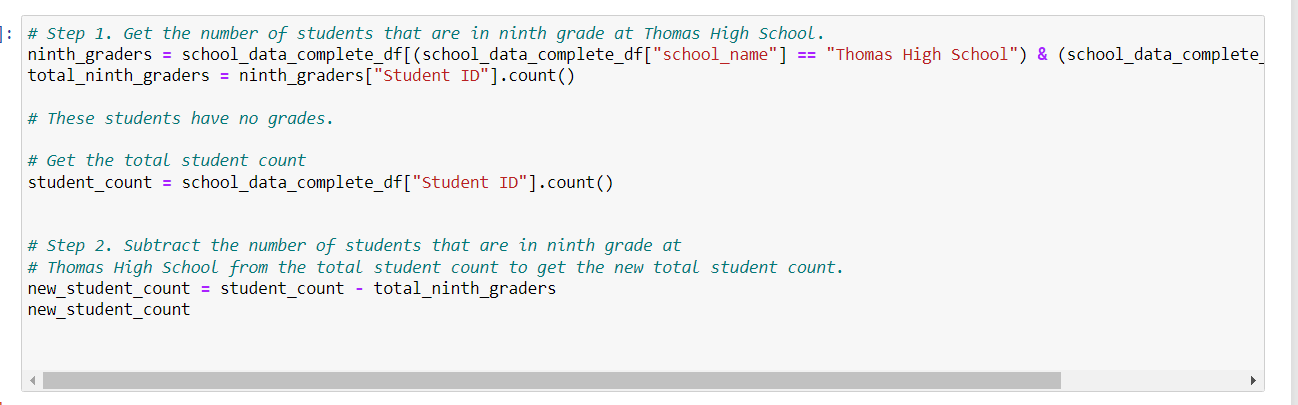 ]:
# Step 1. Get the number of students that are in ninth grade at Thomas High School.
ninth_graders = school_data_complete_df[(school_data_complete_df["school_name"] == "Thomas High School") & (school_data_complete_
total_ninth_graders = ninth_graders["Student ID"].count()
# These students have no grades.
# Get the total student count
student_count = school_data_complete_df["Student ID"].count()
# Step 2. Subtract the number of students that are in ninth grade at
# Thomas High School from the total student count to get the new total student count.
new_student_count = student_count - total_ninth_graders
new_student_count